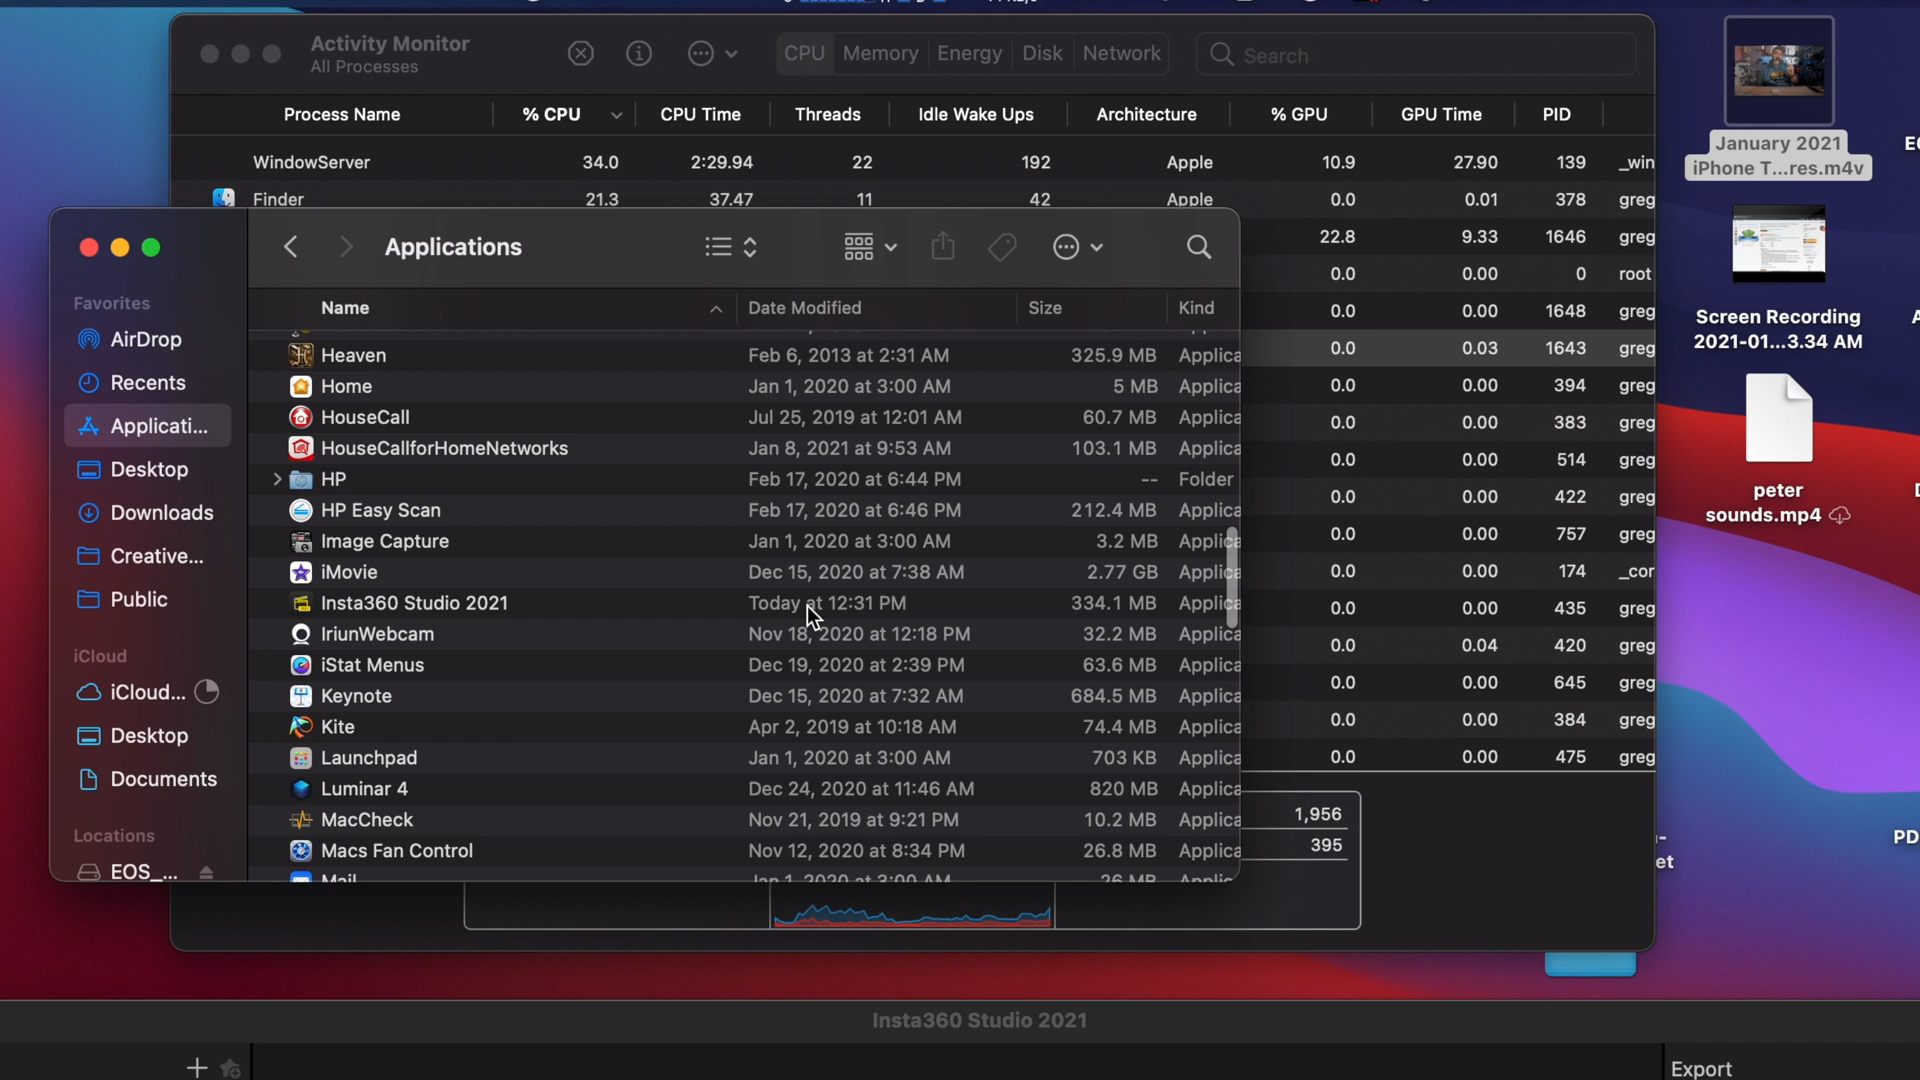 Activity Monitor
All Processes
CPU Memory Energy Disk Network
Search
Process Name % CPU CPU Time Threads Idle Wake Ups Architecture % GPU GPU Time PID
WindowServer 34.0 2:29.94 22 192 Apple 10.9 27.90 139 _win
Finder 21.3 37.47 11 42 Apple 0.0 0.01 378 greg
22.8 9.33 1646 greg
0.0 0.00 0 root
0.0 0.00 1648 greg
0.0 0.03 1643 greg
0.0 0.00 394 greg
0.0 0.00 383 greg
0.0 0.00 514 greg
0.0 0.00 422 greg
0.0 0.00 757 greg
0.0 0.00 174 _cor
0.0 0.00 435 greg
0.0 0.04 420 greg
0.0 0.00 645 greg
0.0 0.00 384 greg
0.0 0.00 475 greg
1,956
395
Applications
Name Date Modified Size Kind
Heaven Feb 6, 2013 at 2:31 AM 325.9 MB Applica
Home Jan 1, 2020 at 3:00 AM 5 MB Applica
HouseCall Jul 25, 2019 at 12:01 AM 60.7 MB Applica
HouseCallforHomeNetworks Jan 8, 2021 at 9:53 AM 103.1 MB Applica
HP Feb 17, 2020 at 6:44 PM -- Folder
HP Easy Scan Feb 17, 2020 at 6:46 PM 212.4 MB Applica
Image Capture Jan 1, 2020 at 3:00 AM 3.2 MB Applica
iMovie Dec 15, 2020 at 7:38 AM 2.77 GB Applica
Insta360 Studio 2021 Today at 12:31 PM 334.1 MB Applica
IriunWebcam Nov 18, 2020 at 12:18 PM 32.2 MB Applica
iStat Menus Dec 19, 2020 at 2:39 PM 63.6 MB Applica
Keynote Dec 15, 2020 at 7:32 AM 684.5 MB Applica
Kite Apr 2, 2019 at 10:18 AM 74.4 MB Applica
Launchpad Jan 1, 2020 at 3:00 AM 703 KB Applica
Luminar 4 Dec 24, 2020 at 11:46 AM 820 MB Applica
MacCheck Nov 21, 2019 at 9:21 PM 10.2 MB Applica
Macs Fan Control Nov 12, 2020 at 8:34 PM 26.8 MB Applica
Mail Jan 1, 2020 at 3:00 AM 26 MB Applic
Favorites
AirDrop
Recents
Applicati...
Desktop
Downloads
Creative...
Public
iCloud
iCloud...
Desktop
Documents
Locations
EOS_...
January 2021
iPhone T...res.m4v
Screen Recording
2021-01...3.34 AM
peter
sounds.mp4
PD
et
Insta360 Studio 2021
Export